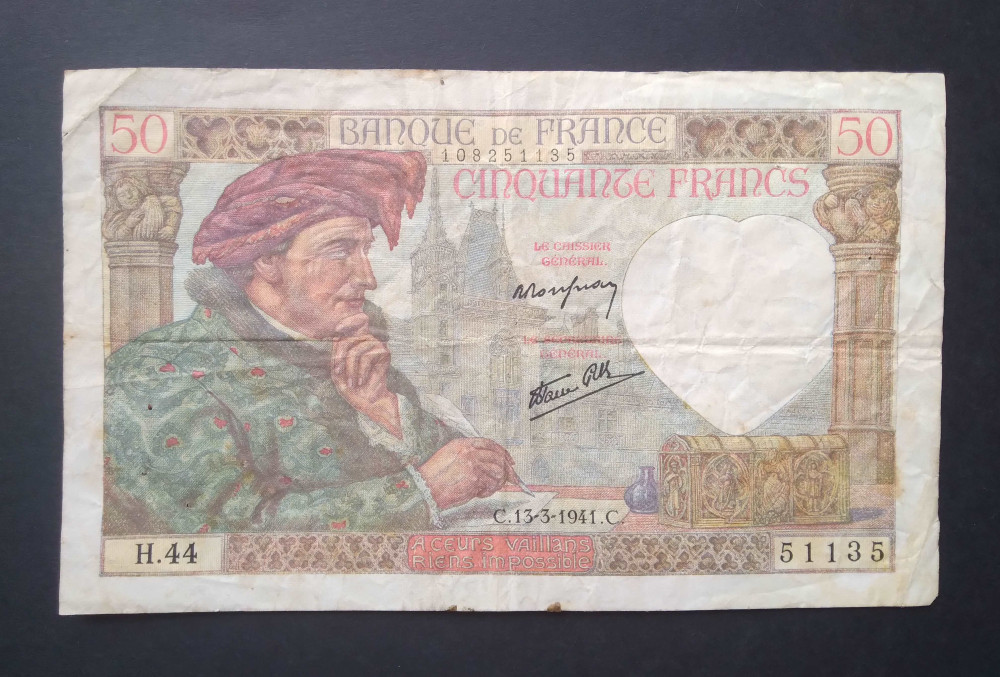 50
BANQUE DE FRANCE
50
108251135
CINQUANTE FRANCS
LE CAISSIER
GÉNÉRAL.
LE SECRÉTAIRE
GÉNÉRAL
C.13-3-1941.C.
H.44
A CEURS VAILLANS
RIENS IMPOSSIBLE
51135